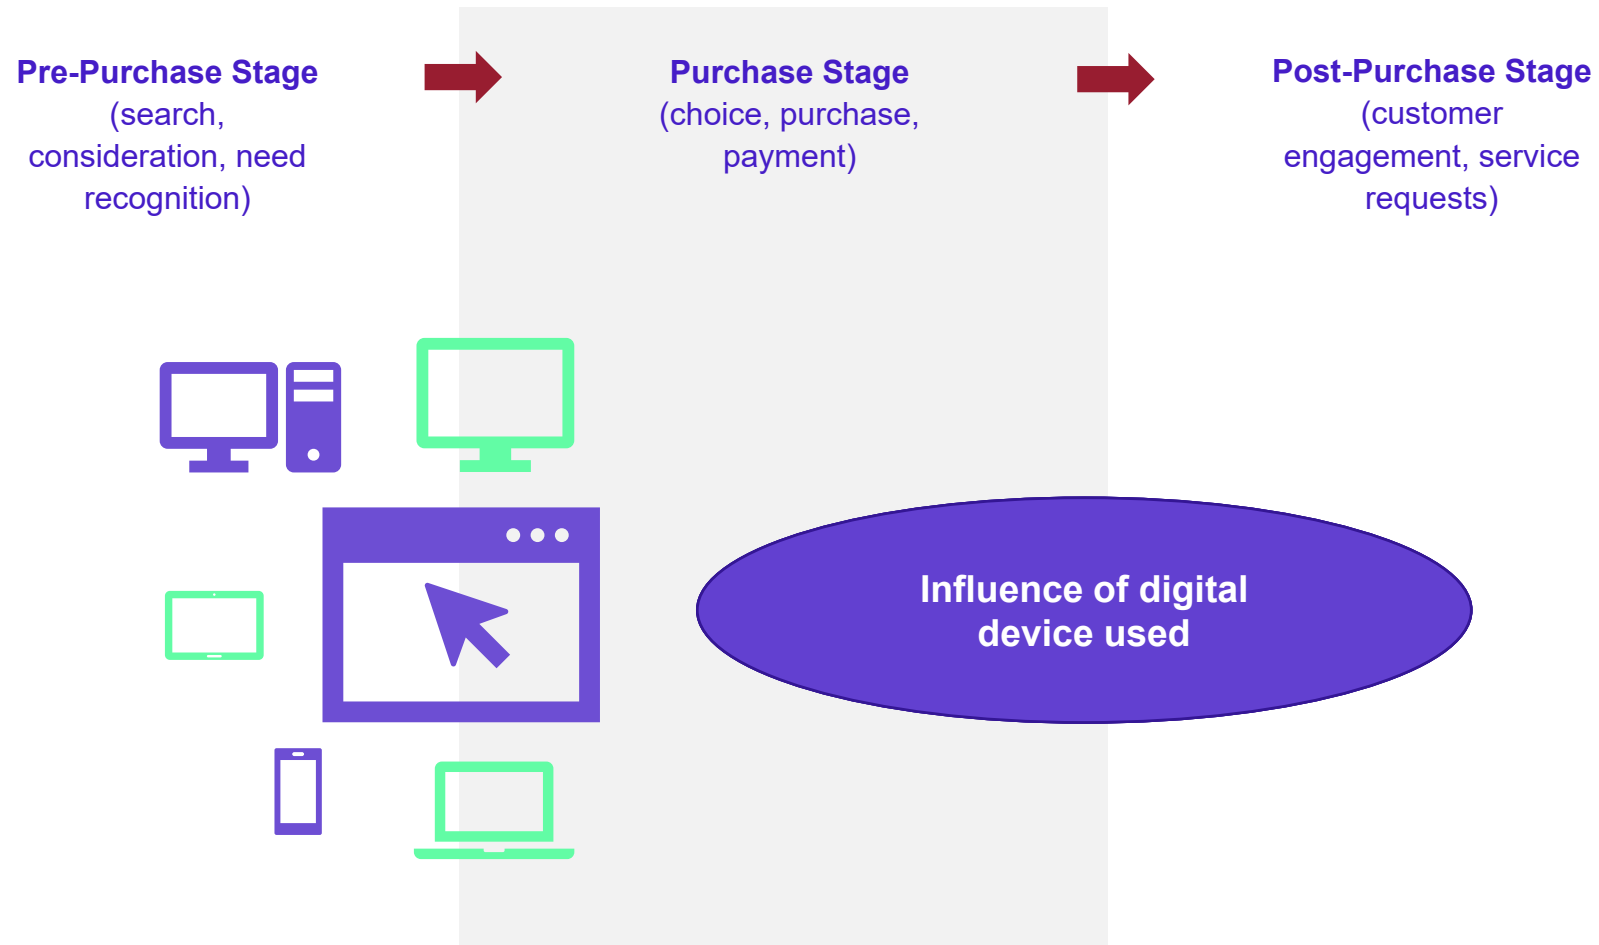 Pre-Purchase Stage
(search,
consideration, need
recognition)
Purchase Stage
(choice, purchase,
payment)
Post-Purchase Stage
(customer
engagement, service
requests)
Influence of digital
device used